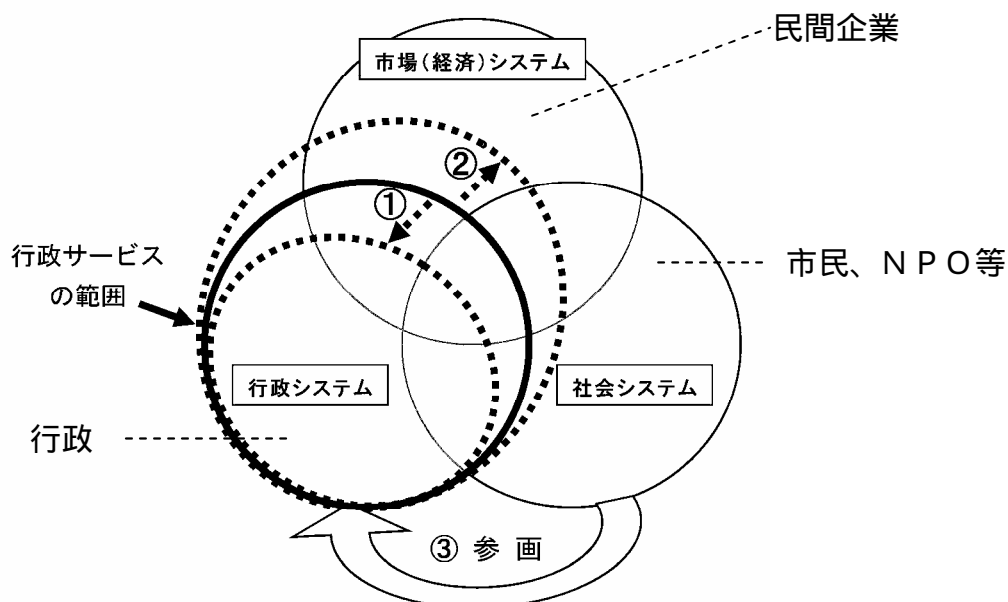 民間企業
市場(経済)システム
②
①
行政サービス
の範囲
市民、ＮＰＯ等
行政システム
社会システム
行政
③ 参 画